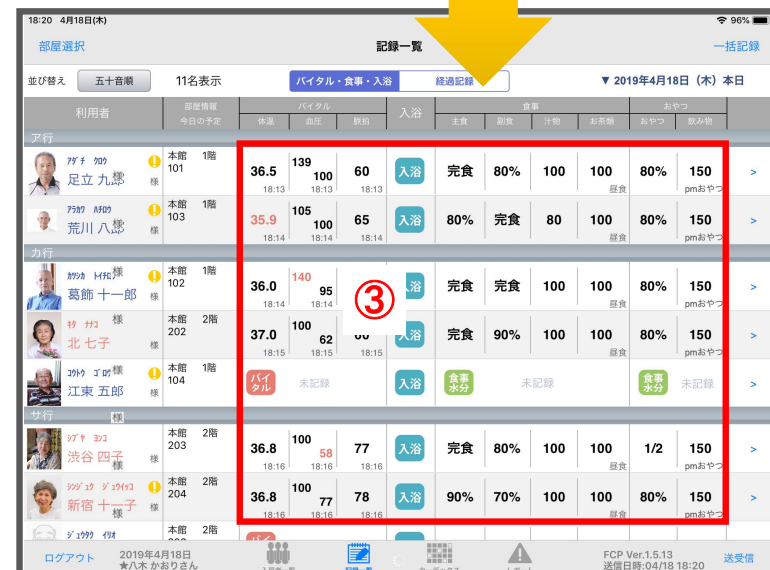 18:20 4月18日(木) 96%
部屋選択 記録一覧 一括記録
並び替え 五十音順 11名表示 バイタル・食事・入浴 経過記録 ▼ 2019年4月18日（木）本日
利用者 部屋情報 今日の予定 バイタル 入浴 食事 おやつ
体温 血圧 脈拍 主食 副食 汁物 お茶類 おやつ 飲み物
ア行
アダチ クロウ 本館 1階
足立 九郎 様 様 101 36.5 139 100 60 入浴 完食 80% 100 100 80% 150 >
18:13 18:13 18:13 昼食 pmおやつ
アラカワ ハチロウ 本館 1階
荒川 八郎 様 様 103 35.9 105 100 65 入浴 80% 完食 80 100 80% 150 >
18:14 18:14 18:14 昼食 pmおやつ
カ行
カツシカ トイチロ 様 本館 1階
葛飾 十一郎 様 102 36.0 140 95 ③ 入浴 完食 完食 100 100 80% 150 >
18:14 18:14 昼食 pmおやつ
キタ ナナコ 様 本館 2階
北 七子 様 202 37.0 100 62 入浴 完食 90% 100 100 80% 150 >
18:15 18:15 18:15 昼食 pmおやつ
コウトウ ゴロウ 様 本館 1階
江東 五郎 様 104 バイタル 未記録 入浴 食事水分 未記録 食事水分 未記録 >
サ行 様
シブヤ ヨンコ 本館 2階
渋谷 四子 様 様 203 36.8 100 58 77 入浴 完食 80% 100 100 1/2 150 >
18:16 18:16 18:16 昼食 pmおやつ
シンジュク ジュウイチコ 本館 2階
新宿 十一子 様 様 204 36.8 100 77 78 入浴 90% 70% 100 100 80% 150 >
18:16 18:16 18:16 昼食 pmおやつ
本館 2階
ログアウト 2019年4月18日 FCP Ver.1.5.13 送受信
★八木 かおりさん 記録一覧 送信日時:04/18 18:20